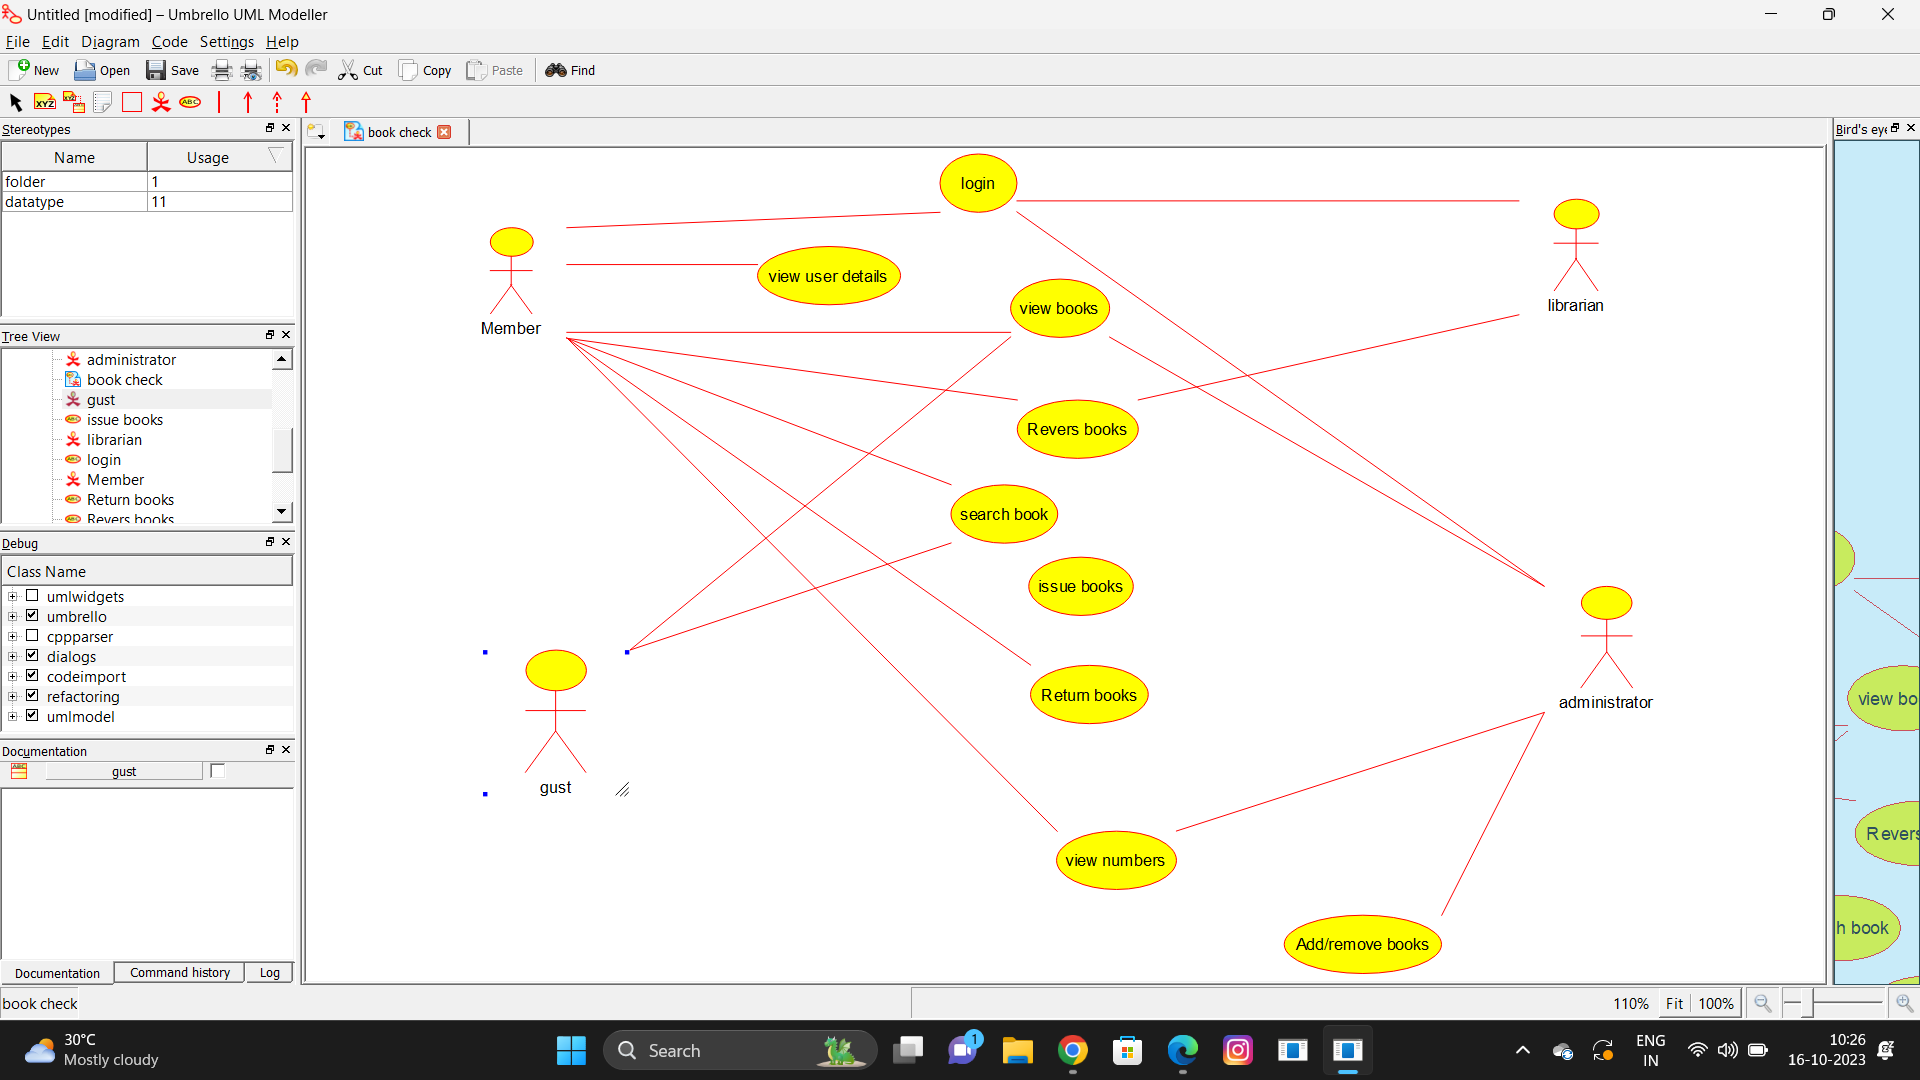 Untitled [modified] – Umbrello UML Modeller
File Edit Diagram Code Settings Help
New Open Save Cut Copy Paste Find
XYZ XYZ ABC
Stereotypes
Name Usage
folder 1
datatype 11
Tree View
administrator
book check
gust
issue books
librarian
login
Member
Return books
Revers books
Debug
Class Name
umlwidgets
umbrello
cppparser
dialogs
codeimport
refactoring
umlmodel
Documentation
gust
Documentation Command history Log
book check
book check
login
view user details
view books
Member
librarian
Revers books
search book
issue books
Return books
gust
administrator
view numbers
Add/remove books
Bird's eye
view bo
Revers
h book
110% Fit 100%
30°C
Mostly cloudy
Search
1
ENG
IN
10:26
16-10-2023